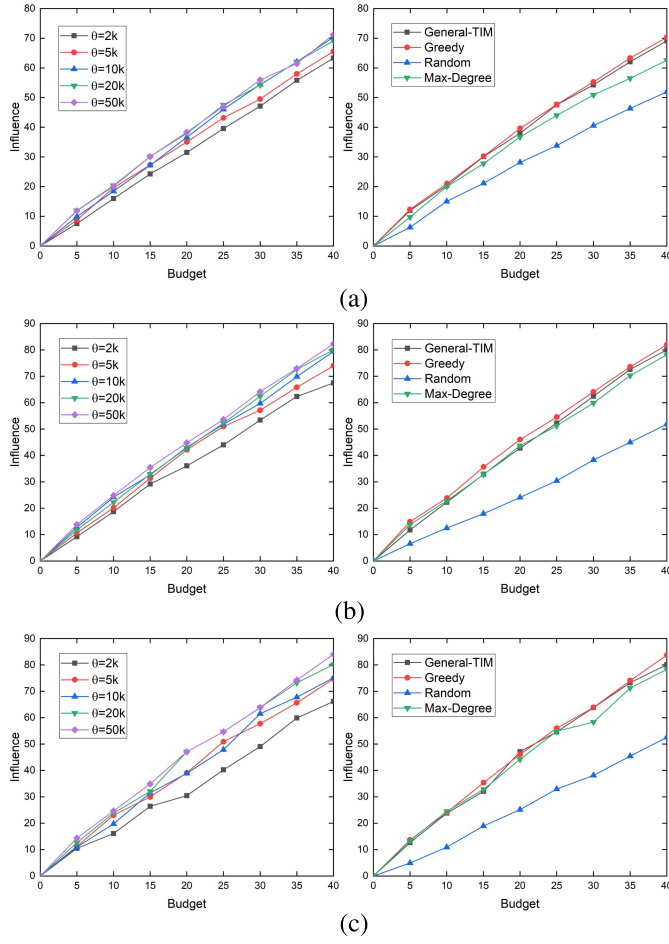 80
70
60
50
40
30
20
10
0
Influence
θ=2k
θ=5k
θ=10k
θ=20k
θ=50k
0 5 10 15 20 25 30 35 40
Budget
80
70
60
50
40
30
20
10
0
Influence
General-TIM
Greedy
Random
Max-Degree
0 5 10 15 20 25 30 35 40
Budget
(a)
90
80
70
60
50
40
30
20
10
0
Influence
θ=2k
θ=5k
θ=10k
θ=20k
θ=50k
0 5 10 15 20 25 30 35 40
Budget
90
80
70
60
50
40
30
20
10
0
Influence
General-TIM
Greedy
Random
Max-Degree
0 5 10 15 20 25 30 35 40
Budget
(b)
90
80
70
60
50
40
30
20
10
0
Influence
θ=2k
θ=5k
θ=10k
θ=20k
θ=50k
0 5 10 15 20 25 30 35 40
Budget
90
80
70
60
50
40
30
20
10
0
Influence
General-TIM
Greedy
Random
Max-Degree
0 5 10 15 20 25 30 35 40
Budget
(c)